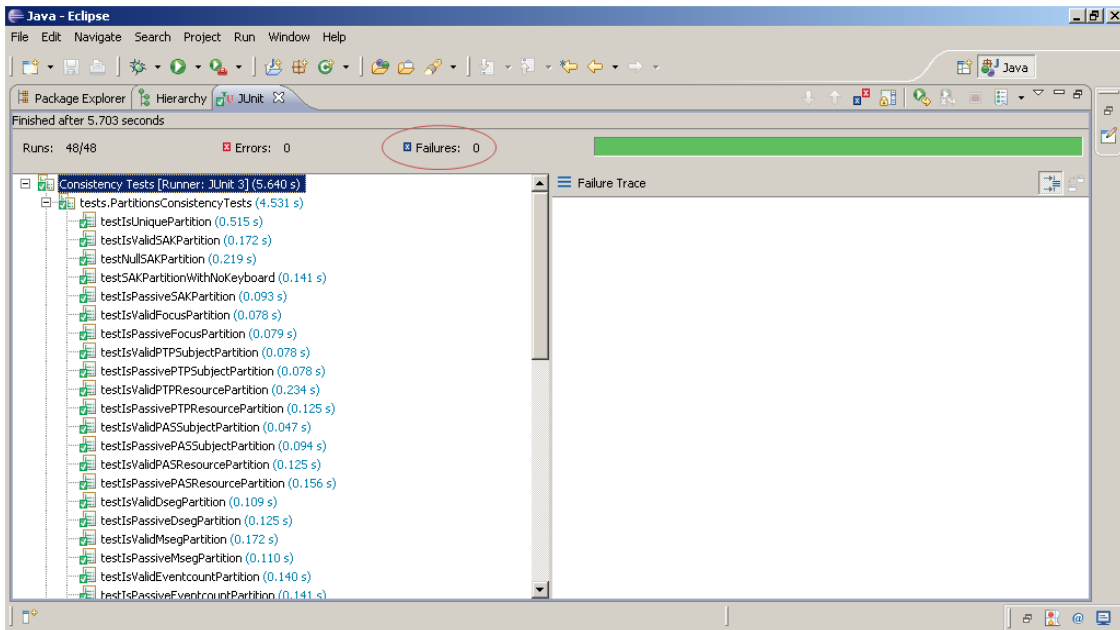 Java - Eclipse
File Edit Navigate Search Project Run Window Help
Java
Package Explorer Hierarchy JUnit
Finished after 5.703 seconds
Runs: 48/48 Errors: 0 Failures: 0
Consistency Tests [Runner: JUnit 3] (5.640 s)
Failure Trace
tests.PartitionsConsistencyTests (4.531 s)
testIsUniquePartition (0.515 s)
testIsValidSAKPartition (0.172 s)
testNullSAKPartition (0.219 s)
testSAKPartitionWithNoKeyboard (0.141 s)
testIsPassiveSAKPartition (0.093 s)
testIsValidFocusPartition (0.078 s)
testIsPassiveFocusPartition (0.079 s)
testIsValidPTPSubjectPartition (0.078 s)
testIsPassivePTPSubjectPartition (0.078 s)
testIsValidPTPResourcePartition (0.234 s)
testIsPassivePTPResourcePartition (0.125 s)
testIsValidPASSubjectPartition (0.047 s)
testIsPassivePASSubjectPartition (0.094 s)
testIsValidPASResourcePartition (0.125 s)
testIsPassivePASResourcePartition (0.156 s)
testIsValidDsegPartition (0.109 s)
testIsPassiveDsegPartition (0.125 s)
testIsValidMsegPartition (0.172 s)
testIsPassiveMsegPartition (0.110 s)
testIsValidEventcountPartition (0.140 s)
testIsPassiveEventcountPartition (0.141 s)